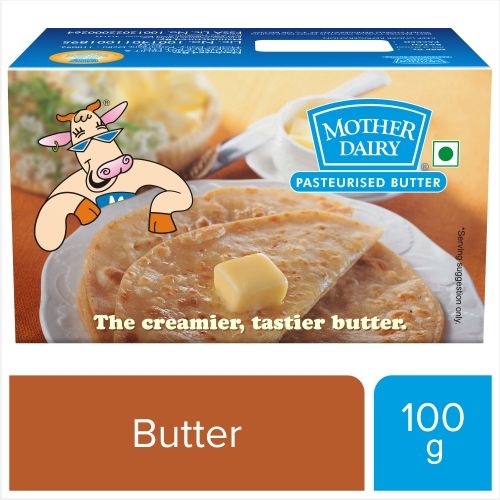 MOTHER
DAIRY
®
PASTEURISED BUTTER
®
M
*Serving suggestion only.
The creamier, tastier butter.
Butter
100
g